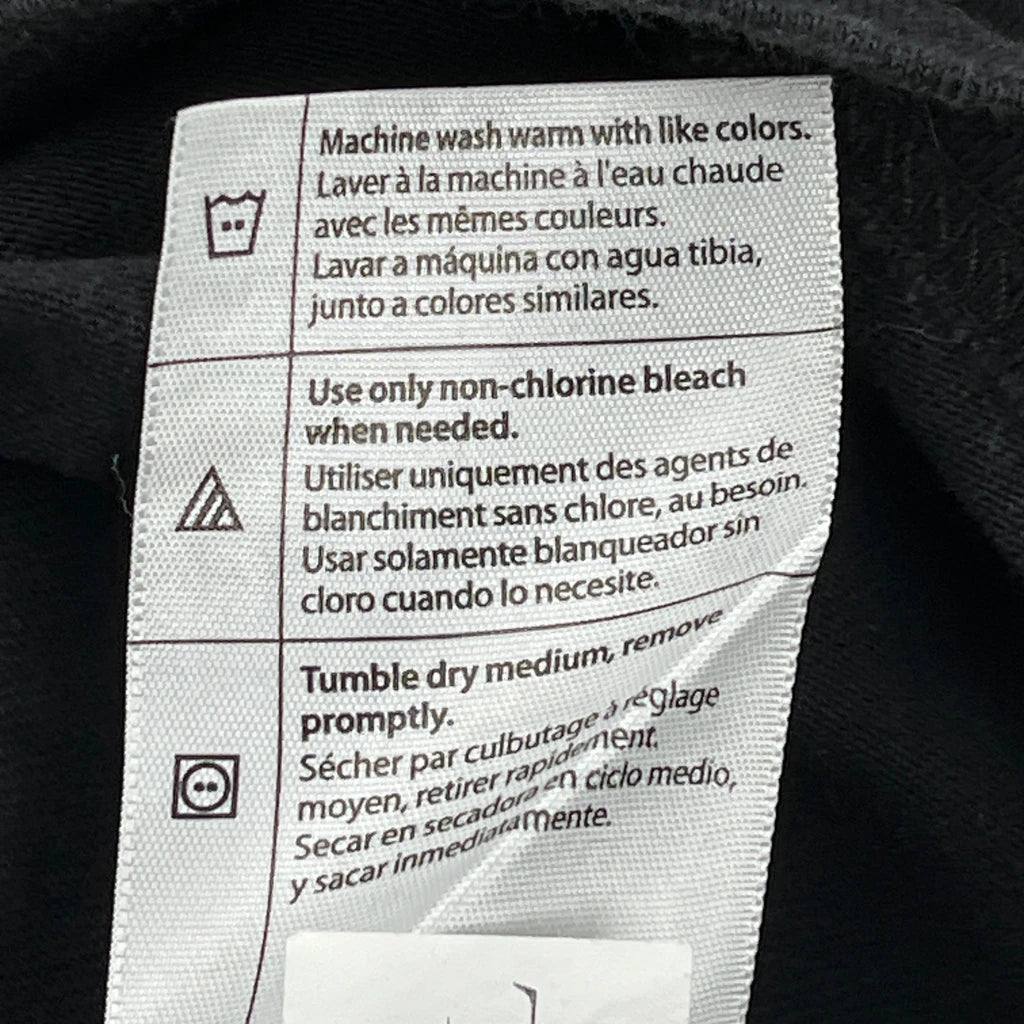 Machine wash warm with like colors.
Laver à la machine à l'eau chaude
avec les mêmes couleurs.
Lavar a máquina con agua tibia,
junto a colores similares.
Use only non-chlorine bleach
when needed.
Utiliser uniquement des agents de
blanchiment sans chlore, au besoin.
Usar solamente blanqueador sin
cloro cuando lo necesite.
Tumble dry medium, remove
promptly.
Sécher par culbutage à réglage
moyen, retirer rapidement.
Secar en secadora en ciclo medio,
y sacar inmediatamente.